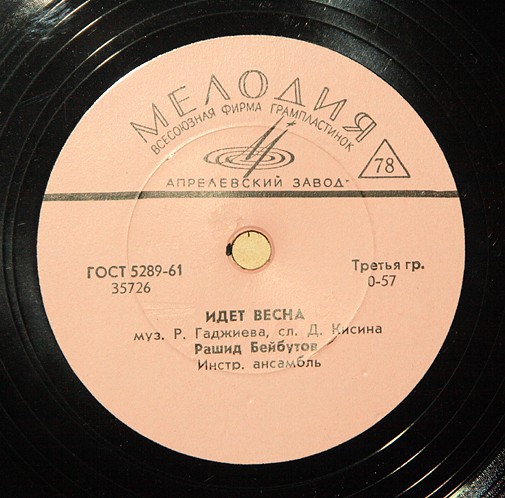 МЕЛОДИЯ
ВСЕСОЮЗНАЯ ФИРМА ГРАМПЛАСТИНОК
78
АПРЕЛЕВСКИЙ ЗАВОД
ГОСТ 5289-61
35726
Третья гр.
0-57
ИДЕТ ВЕСНА
муз. Р. Гаджиева, сл. Д. Кисина
Рашид Бейбутов
Инстр. ансамбль